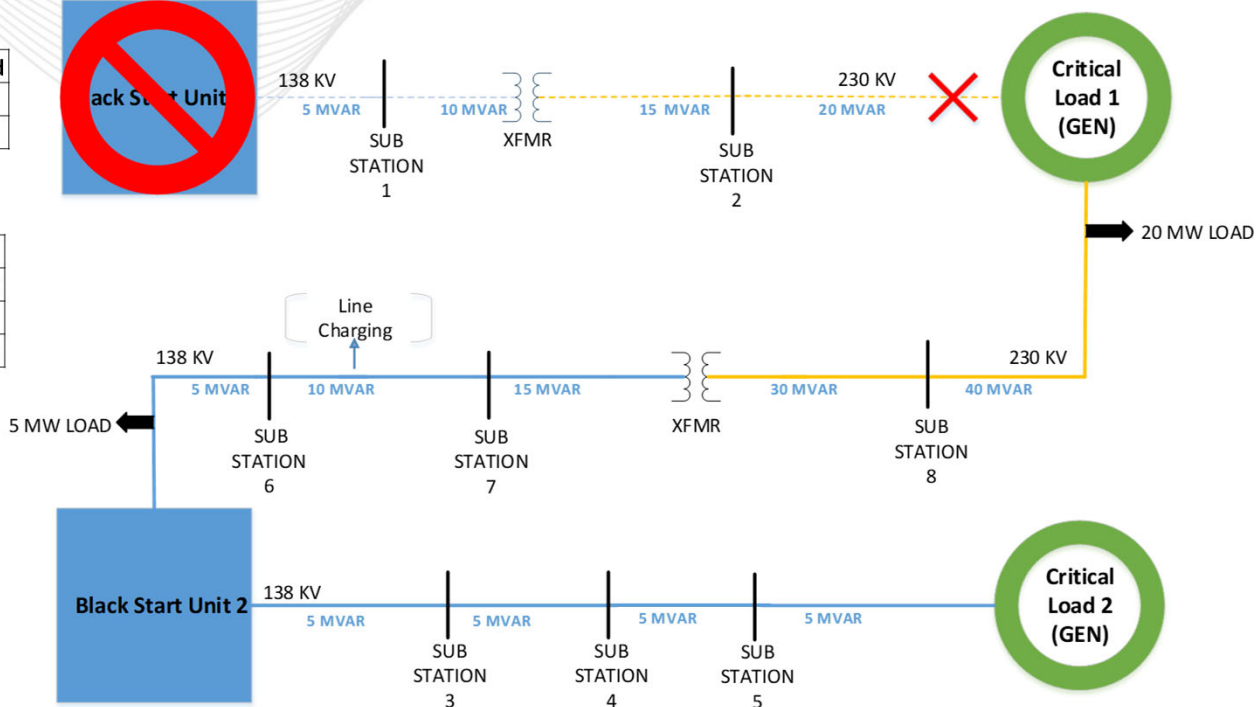 d
ack Start Unit
138 KV
5 MVAR
10 MVAR
XFMR
15 MVAR
230 KV
20 MVAR
SUB
STATION
1
SUB
STATION
2
Critical
Load 1
(GEN)
20 MW LOAD
Line
Charging
138 KV
5 MVAR
10 MVAR
15 MVAR
30 MVAR
230 KV
40 MVAR
5 MW LOAD
SUB
STATION
6
SUB
STATION
7
XFMR
SUB
STATION
8
Black Start Unit 2
138 KV
5 MVAR
5 MVAR
5 MVAR
5 MVAR
SUB
STATION
3
SUB
STATION
4
SUB
STATION
5
Critical
Load 2
(GEN)